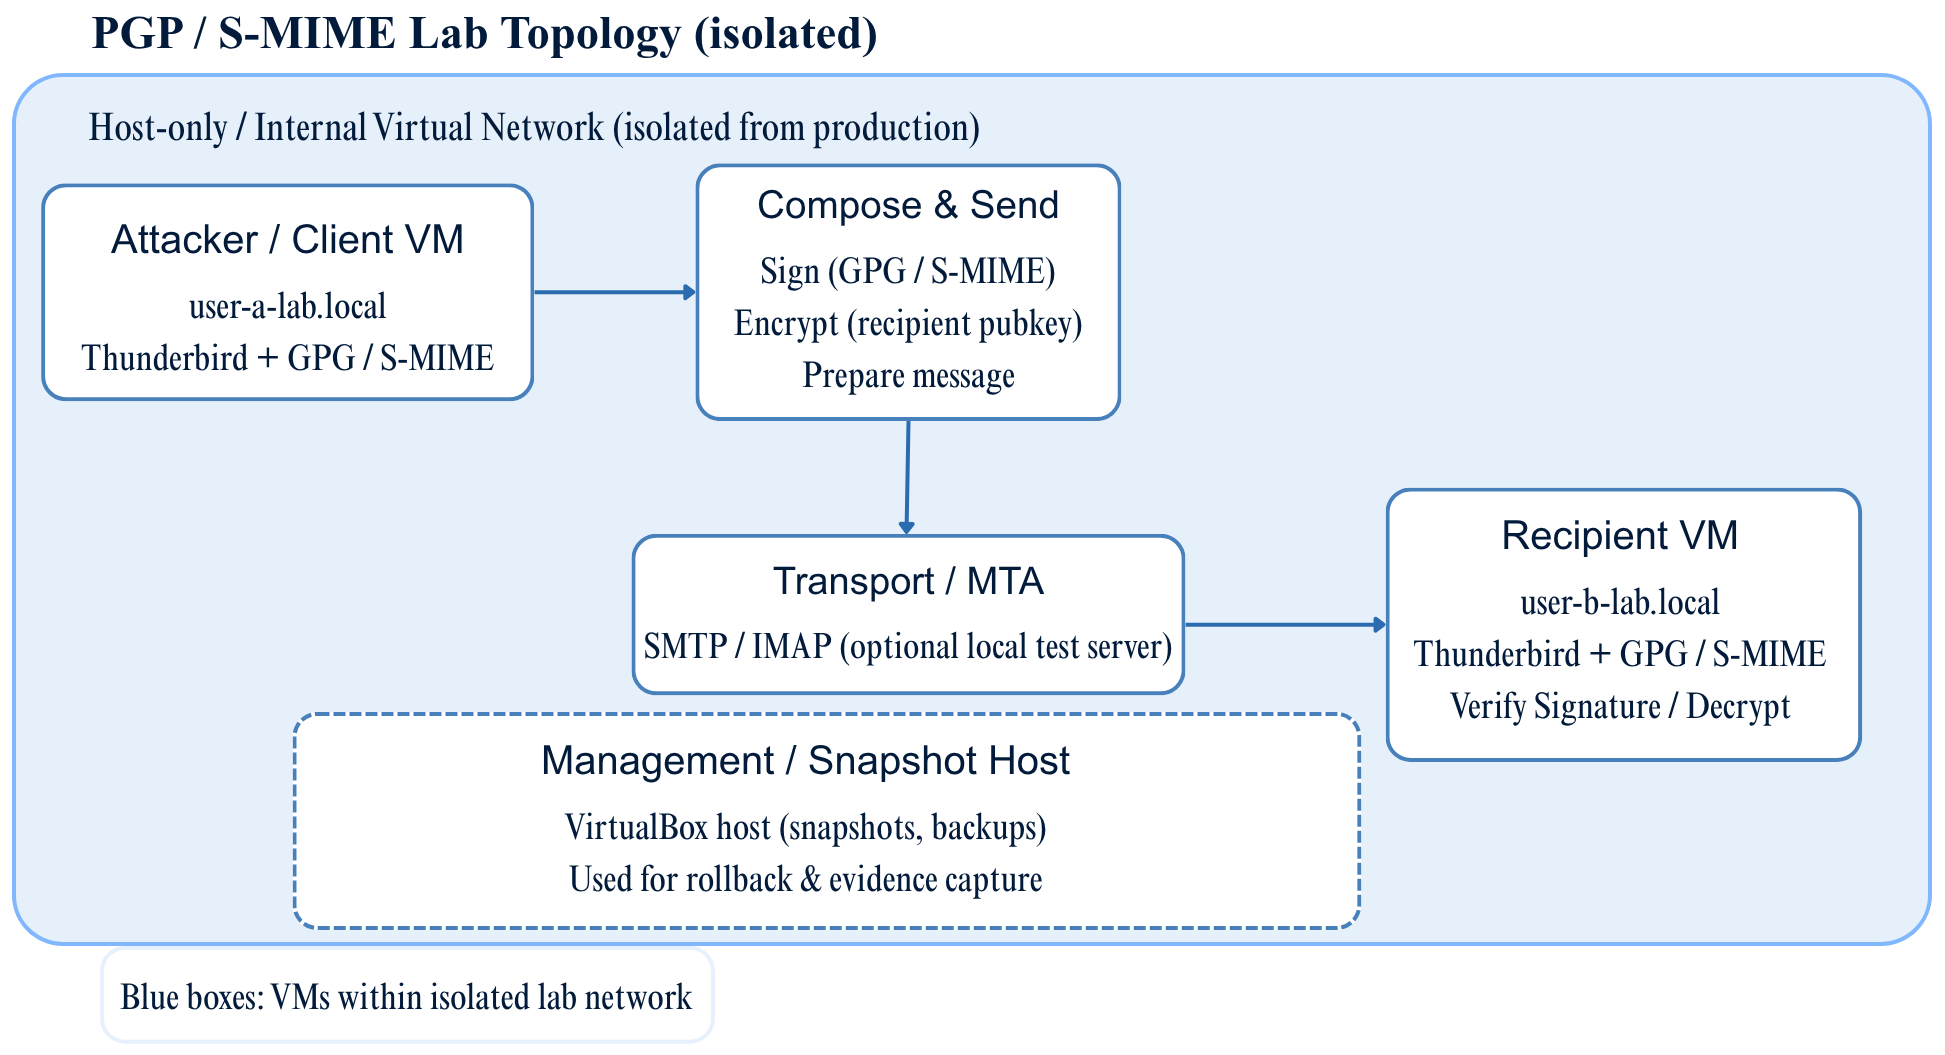 PGP / S-MIME Lab Topology (isolated)
Host-only / Internal Virtual Network (isolated from production)
Attacker / Client VM
user-a-lab.local
Thunderbird + GPG / S-MIME
Compose & Send
Sign (GPG / S-MIME)
Encrypt (recipient pubkey)
Prepare message
Transport / MTA
SMTP / IMAP (optional local test server)
Recipient VM
user-b-lab.local
Thunderbird + GPG / S-MIME
Verify Signature / Decrypt
Management / Snapshot Host
VirtualBox host (snapshots, backups)
Used for rollback & evidence capture
Blue boxes: VMs within isolated lab network